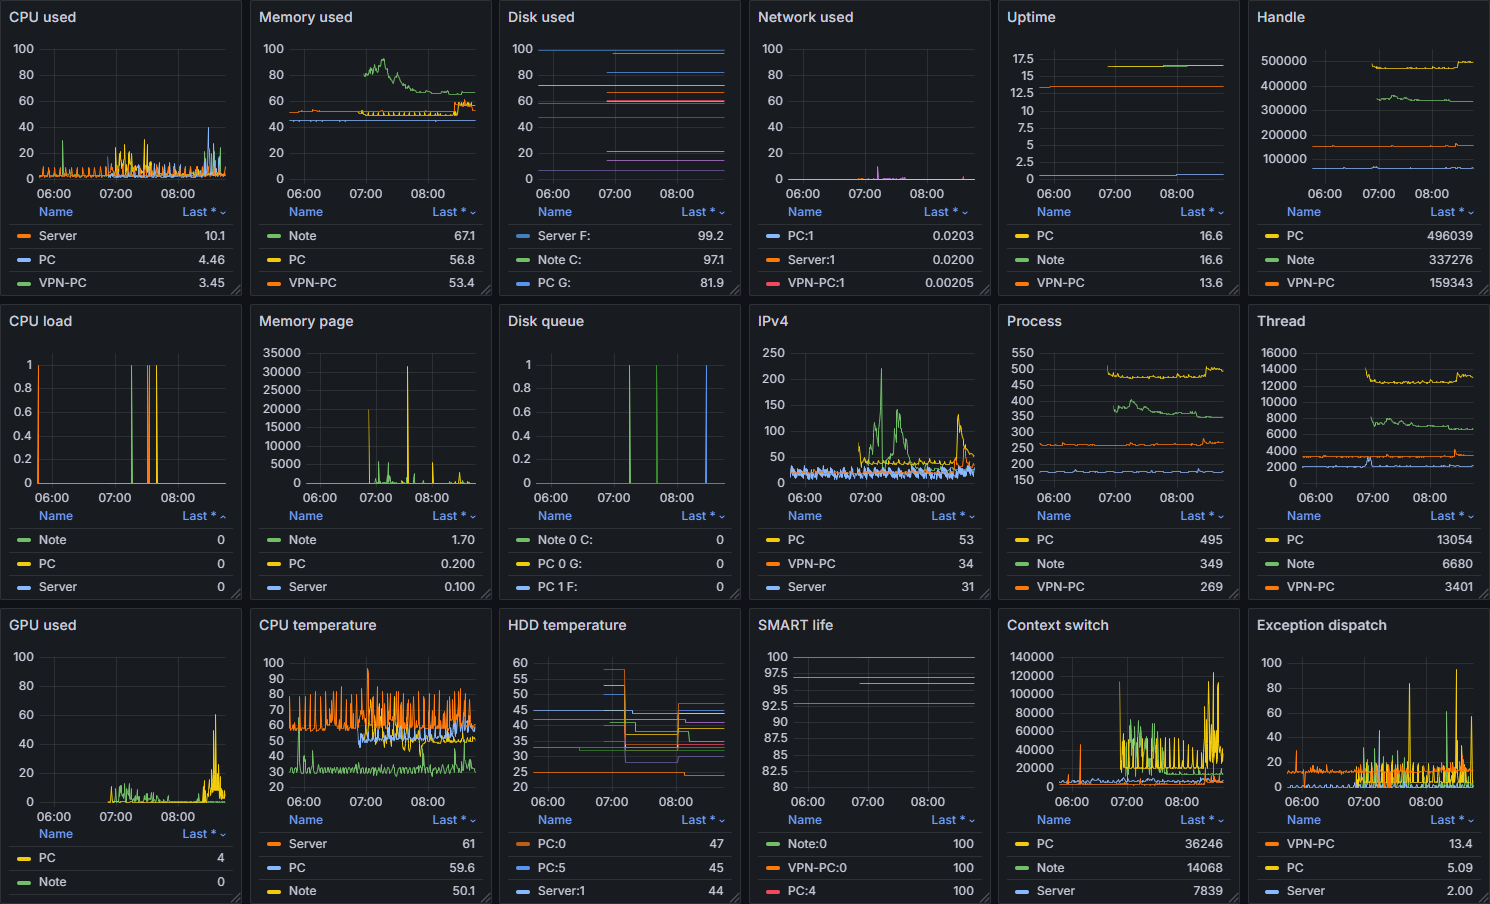 CPU used
100
80
60
40
20
0
06:00 07:00 08:00
Name Last *
Server 10.1
PC 4.46
VPN-PC 3.45
Memory used
100
80
60
40
20
0
06:00 07:00 08:00
Name Last *
Note 67.1
PC 56.8
VPN-PC 53.4
Disk used
100
80
60
40
20
0
06:00 07:00 08:00
Name Last *
Server F: 99.2
Note C: 97.1
PC G: 81.9
Network used
100
80
60
40
20
0
06:00 07:00 08:00
Name Last *
PC:1 0.0203
Server:1 0.0200
VPN-PC:1 0.00205
Uptime
17.5
15
12.5
10
7.5
5
2.5
0
06:00 07:00 08:00
Name Last *
PC 16.6
Note 16.6
VPN-PC 13.6
Handle
500000
400000
300000
200000
100000
06:00 07:00 08:00
Name Last *
PC 496039
Note 337276
VPN-PC 159343
CPU load
1
0.8
0.6
0.4
0.2
0
06:00 07:00 08:00
Name Last *
Note 0
PC 0
Server 0
Memory page
35000
30000
25000
20000
15000
10000
5000
0
06:00 07:00 08:00
Name Last *
Note 1.70
PC 0.200
Server 0.100
Disk queue
1
0.8
0.6
0.4
0.2
0
06:00 07:00 08:00
Name Last *
Note 0 C: 0
PC 0 G: 0
PC 1 F: 0
IPv4
250
200
150
100
50
0
06:00 07:00 08:00
Name Last *
PC 53
VPN-PC 34
Server 31
Process
550
500
450
400
350
300
250
200
150
06:00 07:00 08:00
Name Last *
PC 495
Note 349
VPN-PC 269
Thread
16000
14000
12000
10000
8000
6000
4000
2000
0
06:00 07:00 08:00
Name Last *
PC 13054
Note 6680
VPN-PC 3401
GPU used
100
80
60
40
20
0
06:00 07:00 08:00
Name Last *
PC 4
Note 0
CPU temperature
100
90
80
70
60
50
40
30
20
06:00 07:00 08:00
Name Last *
Server 61
PC 59.6
Note 50.1
HDD temperature
60
55
50
45
40
35
30
25
20
06:00 07:00 08:00
Name Last *
PC:0 47
PC:5 45
Server:1 44
SMART life
100
97.5
95
92.5
90
87.5
85
82.5
80
06:00 07:00 08:00
Name Last *
Note:0 100
VPN-PC:0 100
PC:4 100
Context switch
140000
120000
100000
80000
60000
40000
20000
0
06:00 07:00 08:00
Name Last *
PC 36246
Note 14068
Server 7839
Exception dispatch
100
80
60
40
20
0
06:00 07:00 08:00
Name Last *
VPN-PC 13.4
PC 5.09
Server 2.00